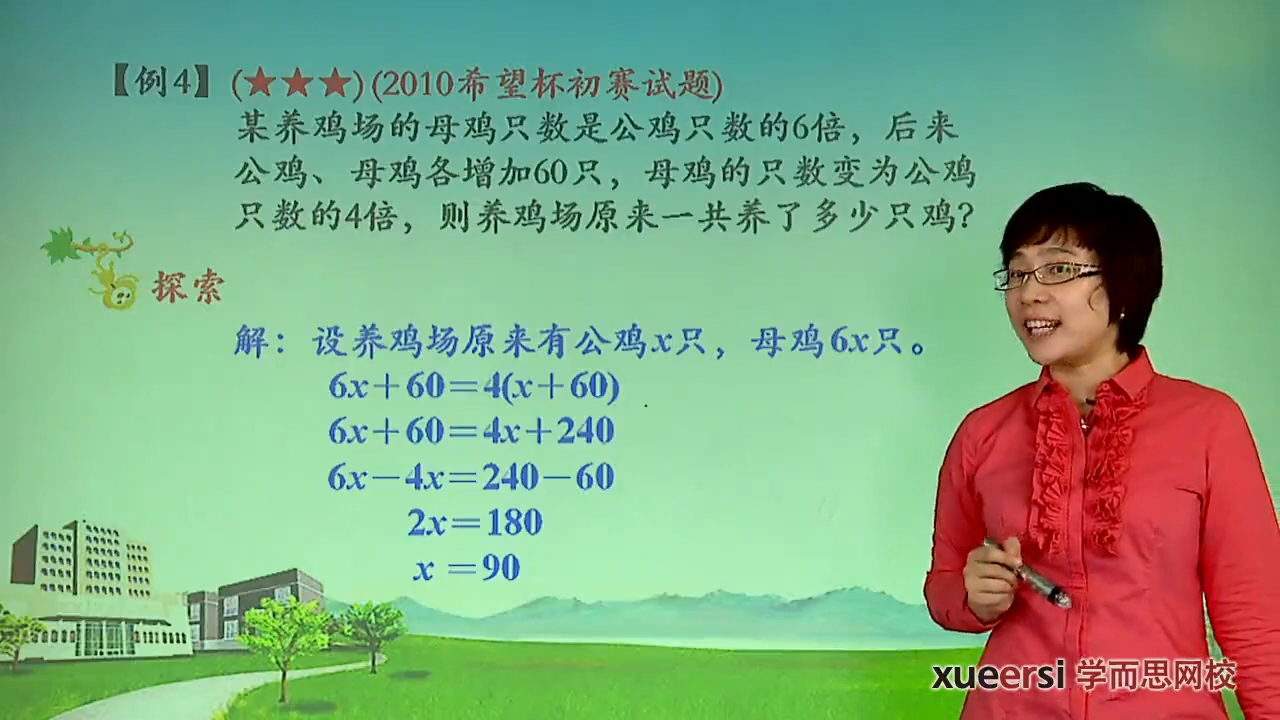 【例4】(★★★)(2010希望杯初赛试题)
某养鸡场的母鸡只数是公鸡只数的6倍，后来
公鸡、母鸡各增加60只，母鸡的只数变为公鸡
只数的4倍，则养鸡场原来一共养了多少只鸡？
探索
解：设养鸡场原来有公鸡x只，母鸡6x只。
6x+60=4(x+60)
6x+60=4x+240
6x-4x=240-60
2x=180
x=90
xueersi 学而思网校